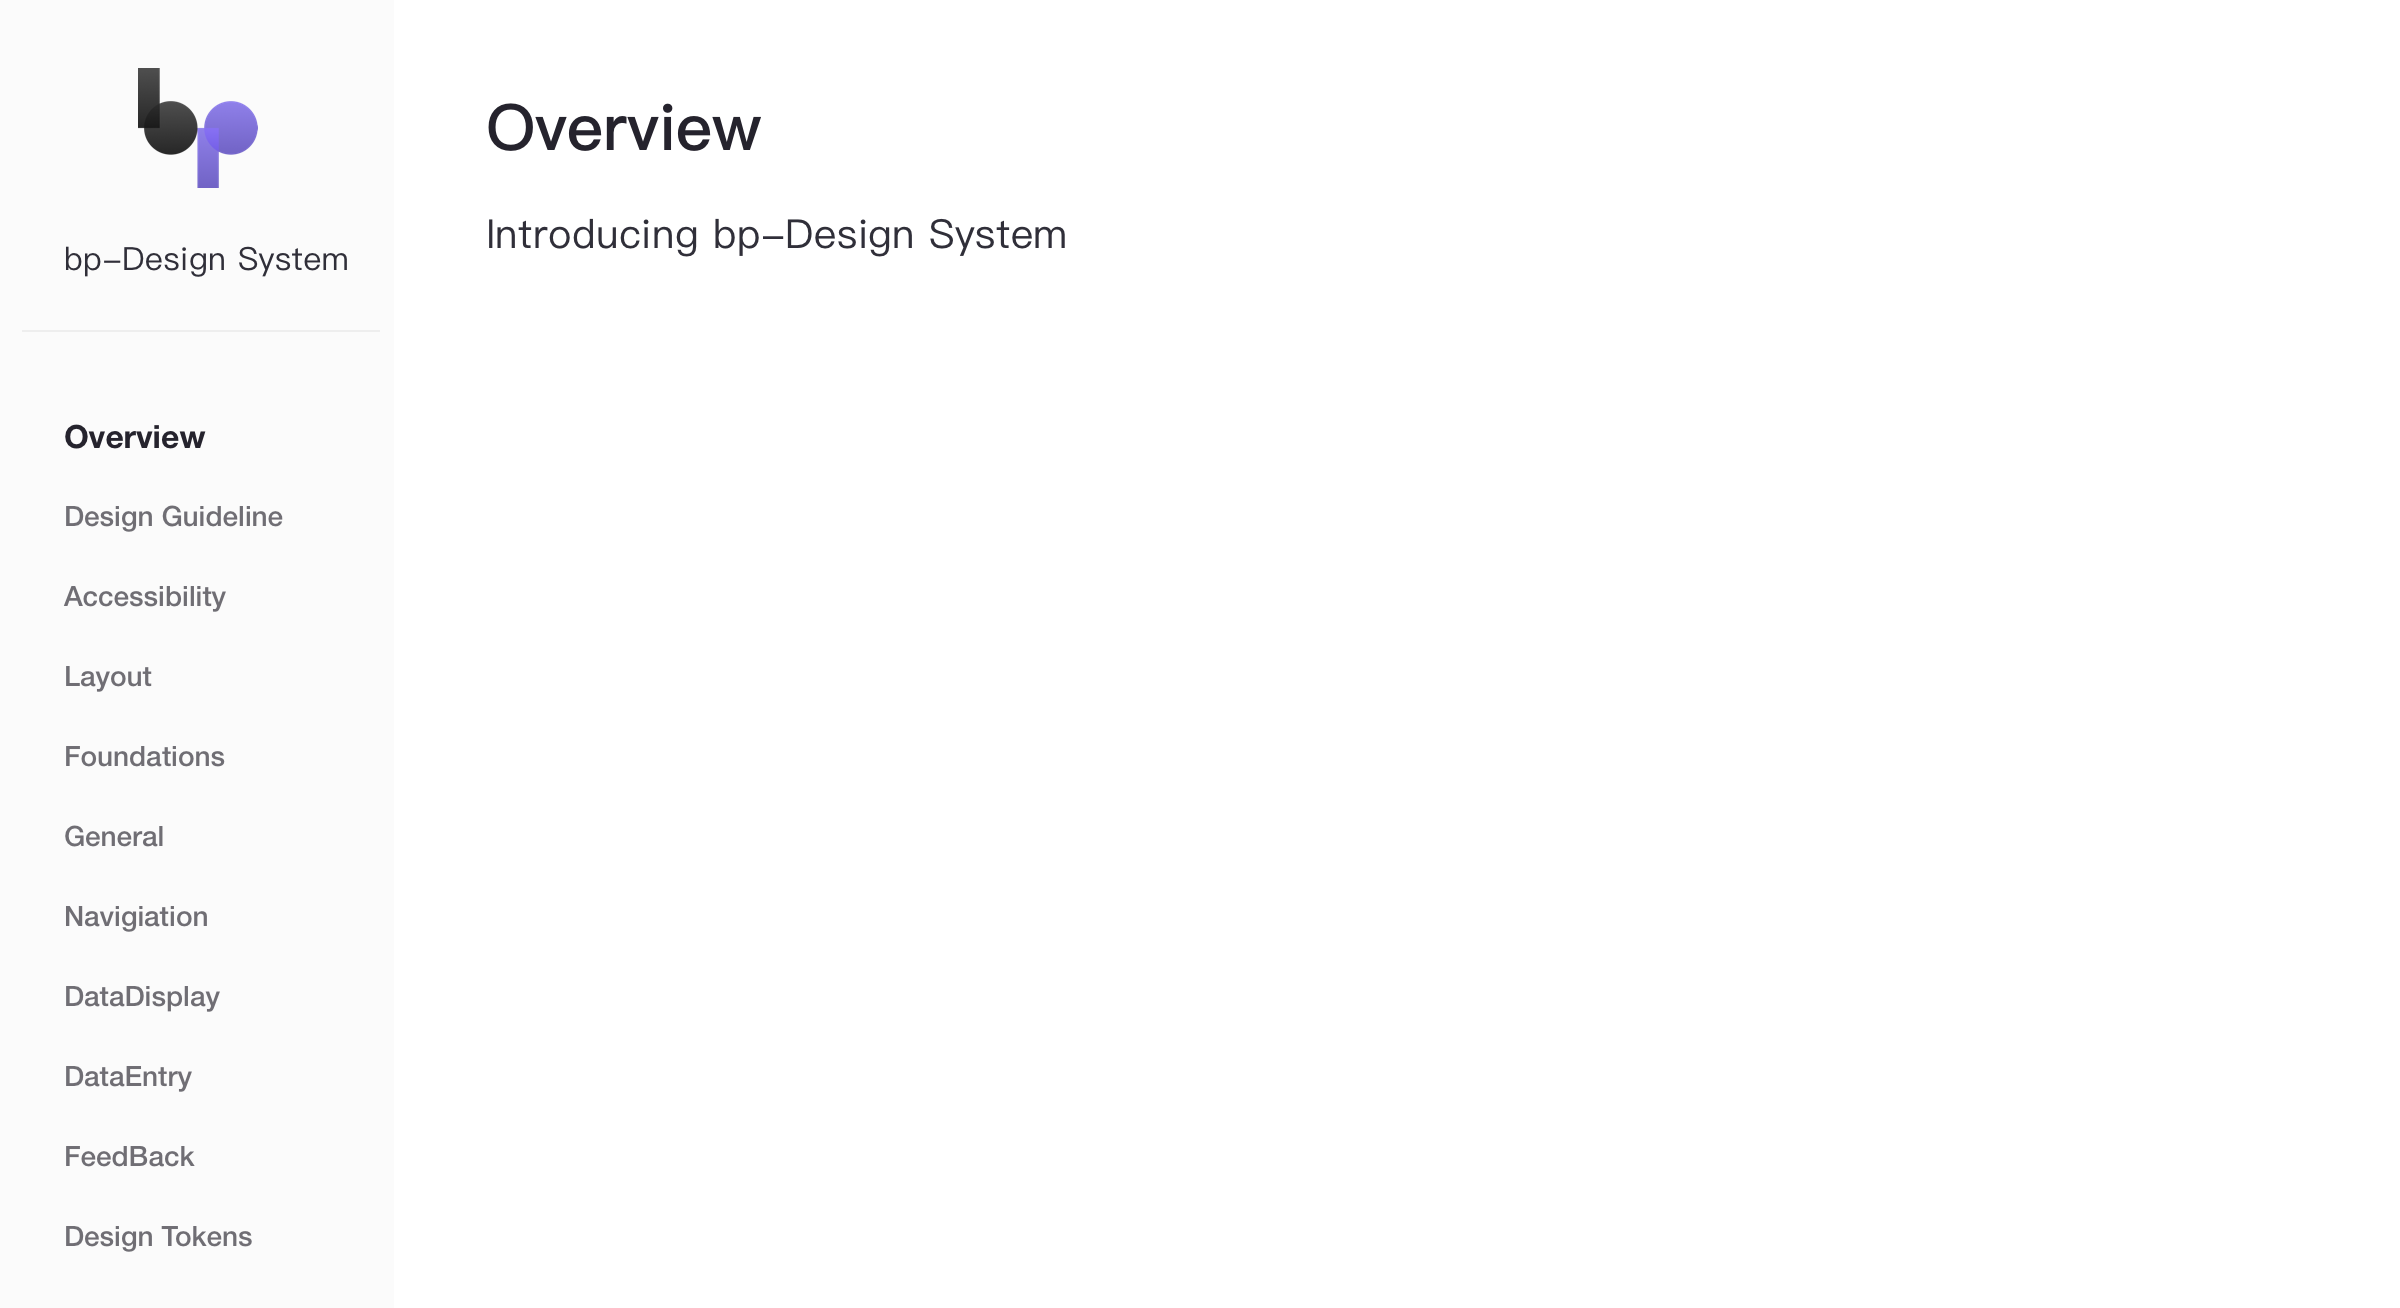 bp
bp-Design System
Overview
Design Guideline
Accessibility
Layout
Foundations
General
Navigiation
DataDisplay
DataEntry
FeedBack
Design Tokens
Overview
Introducing bp-Design System